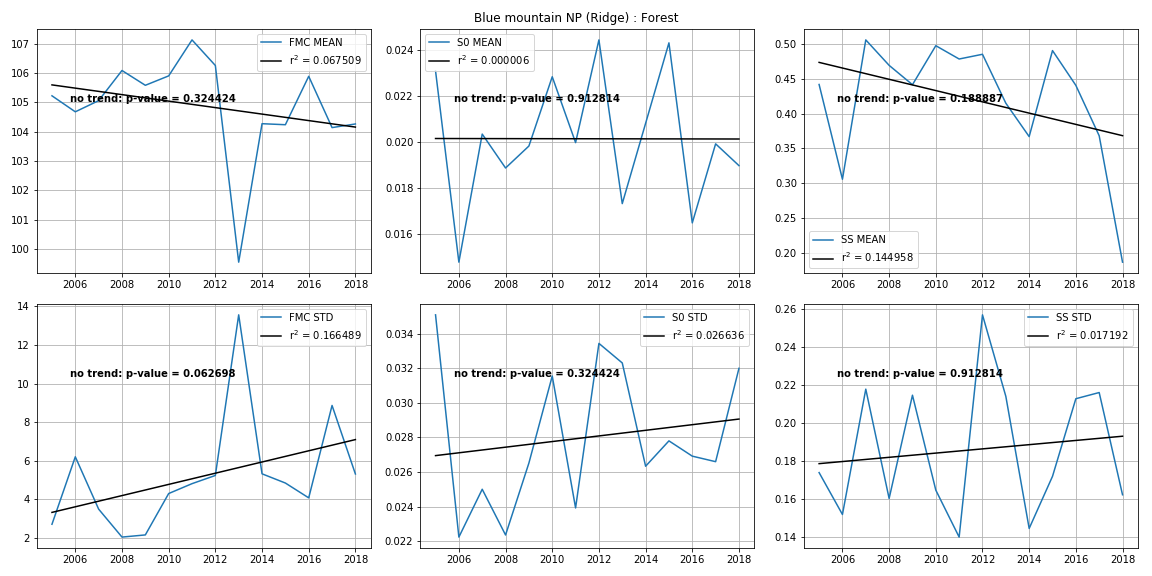 Blue mountain NP (Ridge) : Forest
107
106
105
104
103
102
101
100
2006 2008 2010 2012 2014 2016 2018
FMC MEAN
r² = 0.067509
no trend: p-value = 0.324424
0.024
0.022
0.020
0.018
0.016
2006 2008 2010 2012 2014 2016 2018
S0 MEAN
r² = 0.000006
no trend: p-value = 0.912814
0.50
0.45
0.40
0.35
0.30
0.25
0.20
2006 2008 2010 2012 2014 2016 2018
no trend: p-value = 0.188887
SS MEAN
r² = 0.144958
14
12
10
8
6
4
2
2006 2008 2010 2012 2014 2016 2018
FMC STD
r² = 0.166489
no trend: p-value = 0.062698
0.034
0.032
0.030
0.028
0.026
0.024
0.022
2006 2008 2010 2012 2014 2016 2018
S0 STD
r² = 0.026636
no trend: p-value = 0.324424
0.26
0.24
0.22
0.20
0.18
0.16
0.14
2006 2008 2010 2012 2014 2016 2018
SS STD
r² = 0.017192
no trend: p-value = 0.912814